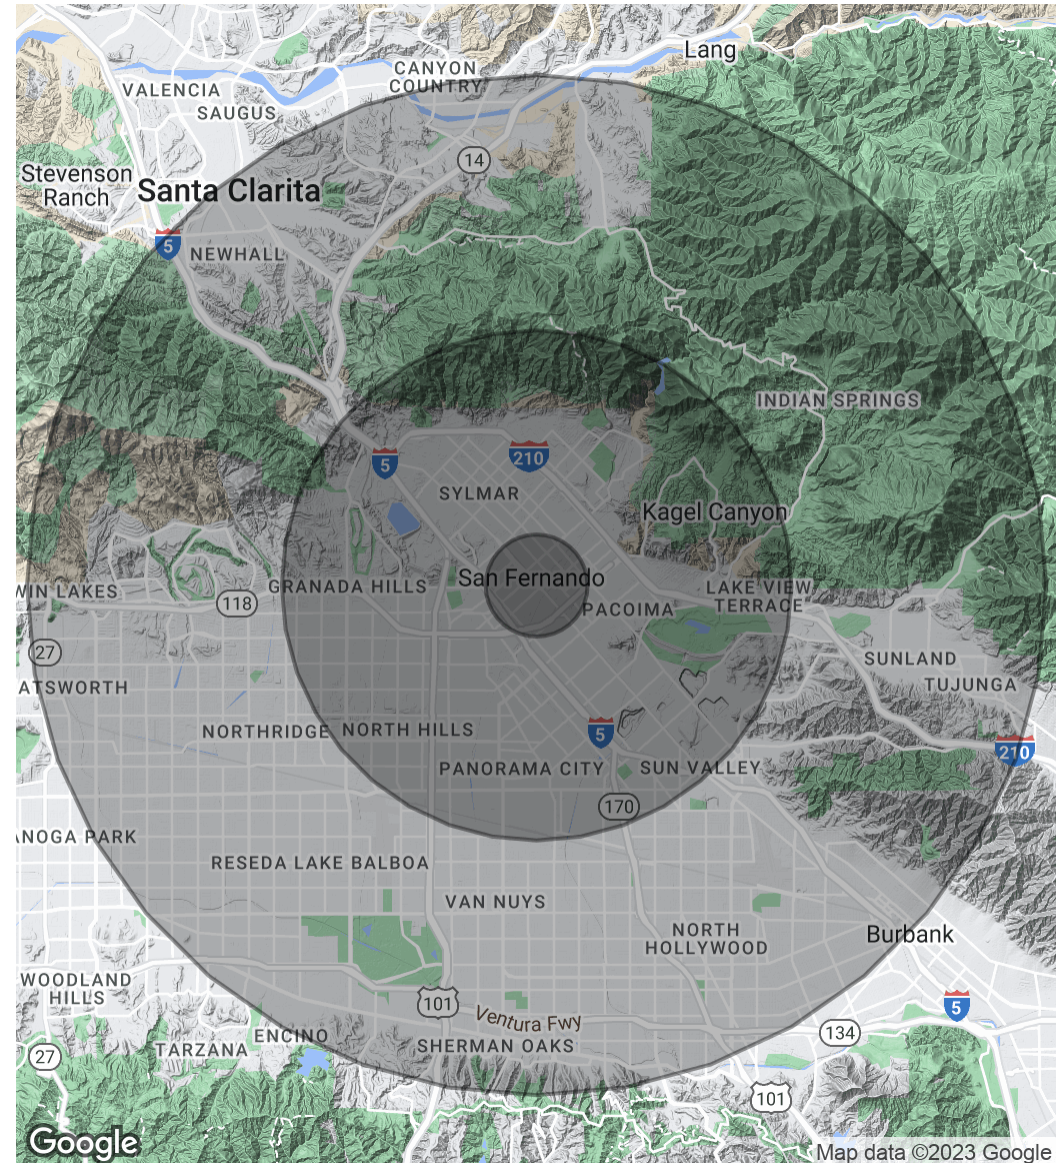 Lang
CANYON
COUNTRY
VALENCIA
SAUGUS
14
Stevenson
Ranch
Santa Clarita
5
NEWHALL
INDIAN SPRINGS
5
210
SYLMAR
Kagel Canyon
San Fernando
WIN LAKES
GRANADA HILLS
118
PACOIMA
LAKE VIEW
TERRACE
27
SUNLAND
ATSWORTH
TUJUNGA
NORTHRIDGE
NORTH HILLS
5
210
PANORAMA CITY
SUN VALLEY
170
NOGA PARK
RESEDA
LAKE BALBOA
VAN NUYS
NORTH
HOLLYWOOD
Burbank
WOODLAND
HILLS
101
5
Ventura Fwy
134
ENCINO
TARZANA
SHERMAN OAKS
27
101
Google
Map data ©2023 Google